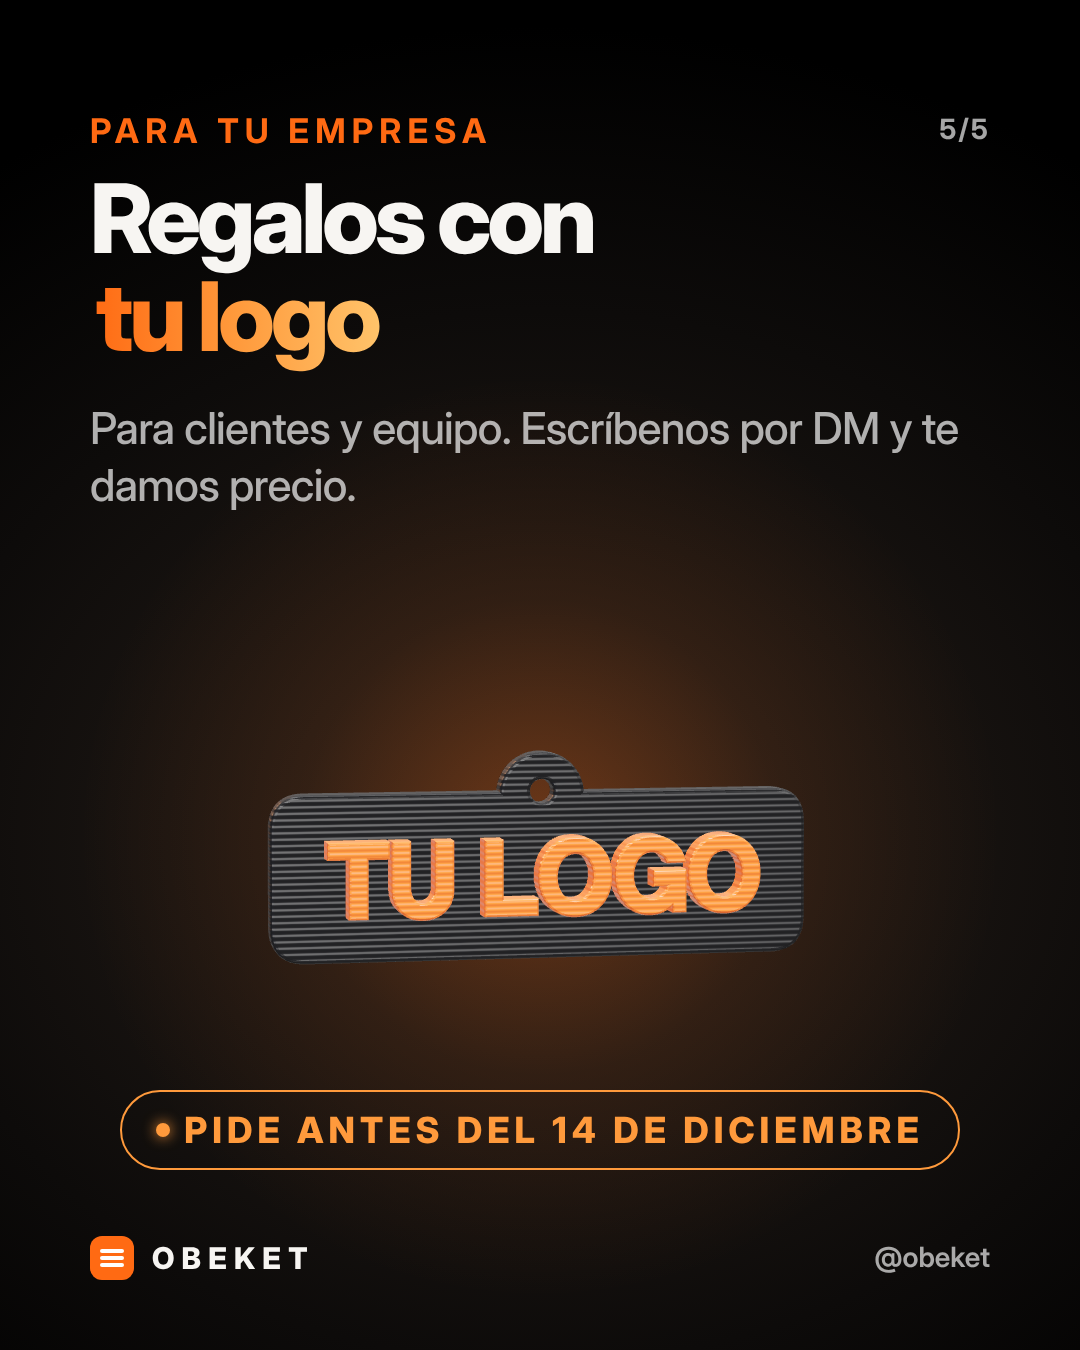 PARA TU EMPRESA
5/5
Regalos con
tu logo
Para clientes y equipo. Escríbenos por DM y te
damos precio.
TU LOGO
PIDE ANTES DEL 14 DE DICIEMBRE
OBEKET
@obeket